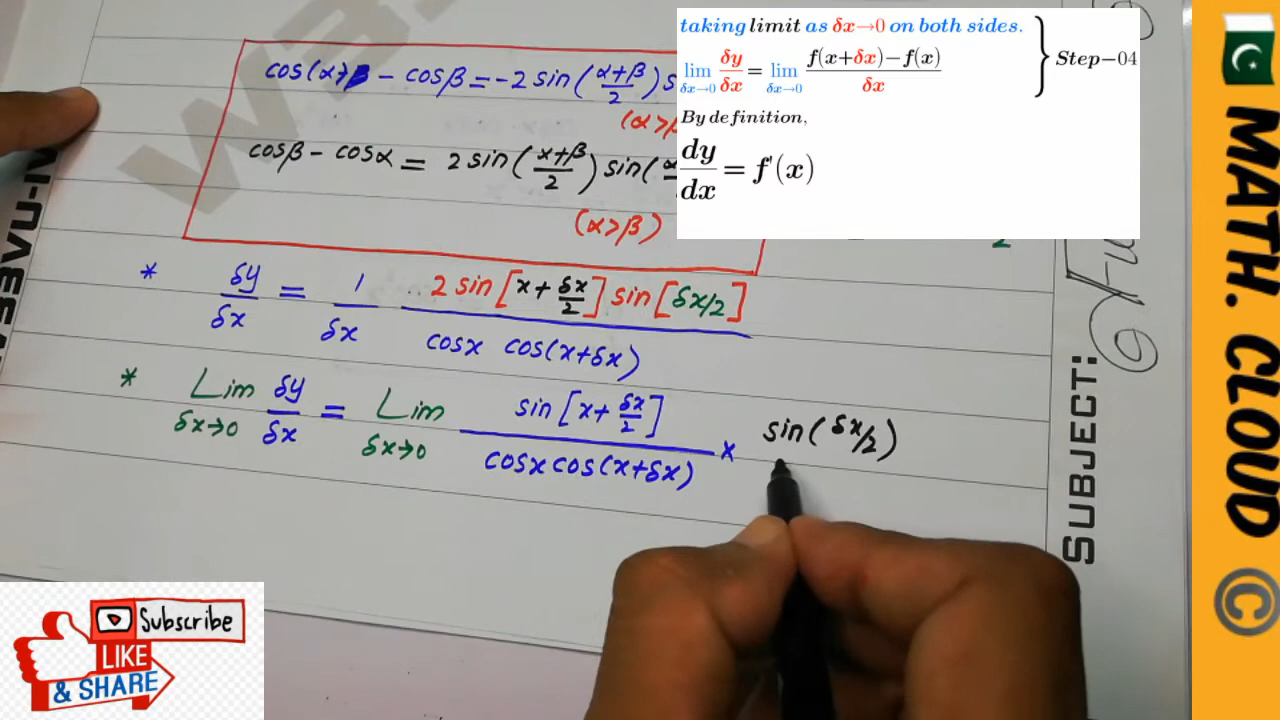 taking limit as δx→0 on both sides.
lim δx→0 δy/δx = lim δx→0 f(x+δx)−f(x)/δx
Step−04
By definition,
dy/dx = f'(x)
cos(α) - cosβ = -2 sin(α+β/2) s
(α>β
cosβ - cosα = 2 sin(α+β/2) sin(α
(α>β)
2
* δy/δx = 1/δx 2 sin[x+δx/2] sin[δx/2]/cosx cos(x+δx)
* Lim δx→0 δy/δx = Lim δx→0 sin[x+δx/2]/cosx cos(x+δx) × sin(δx/2)
SUBJECT:
MATH. CLOUD ©
Subscribe
LIKE
& SHARE